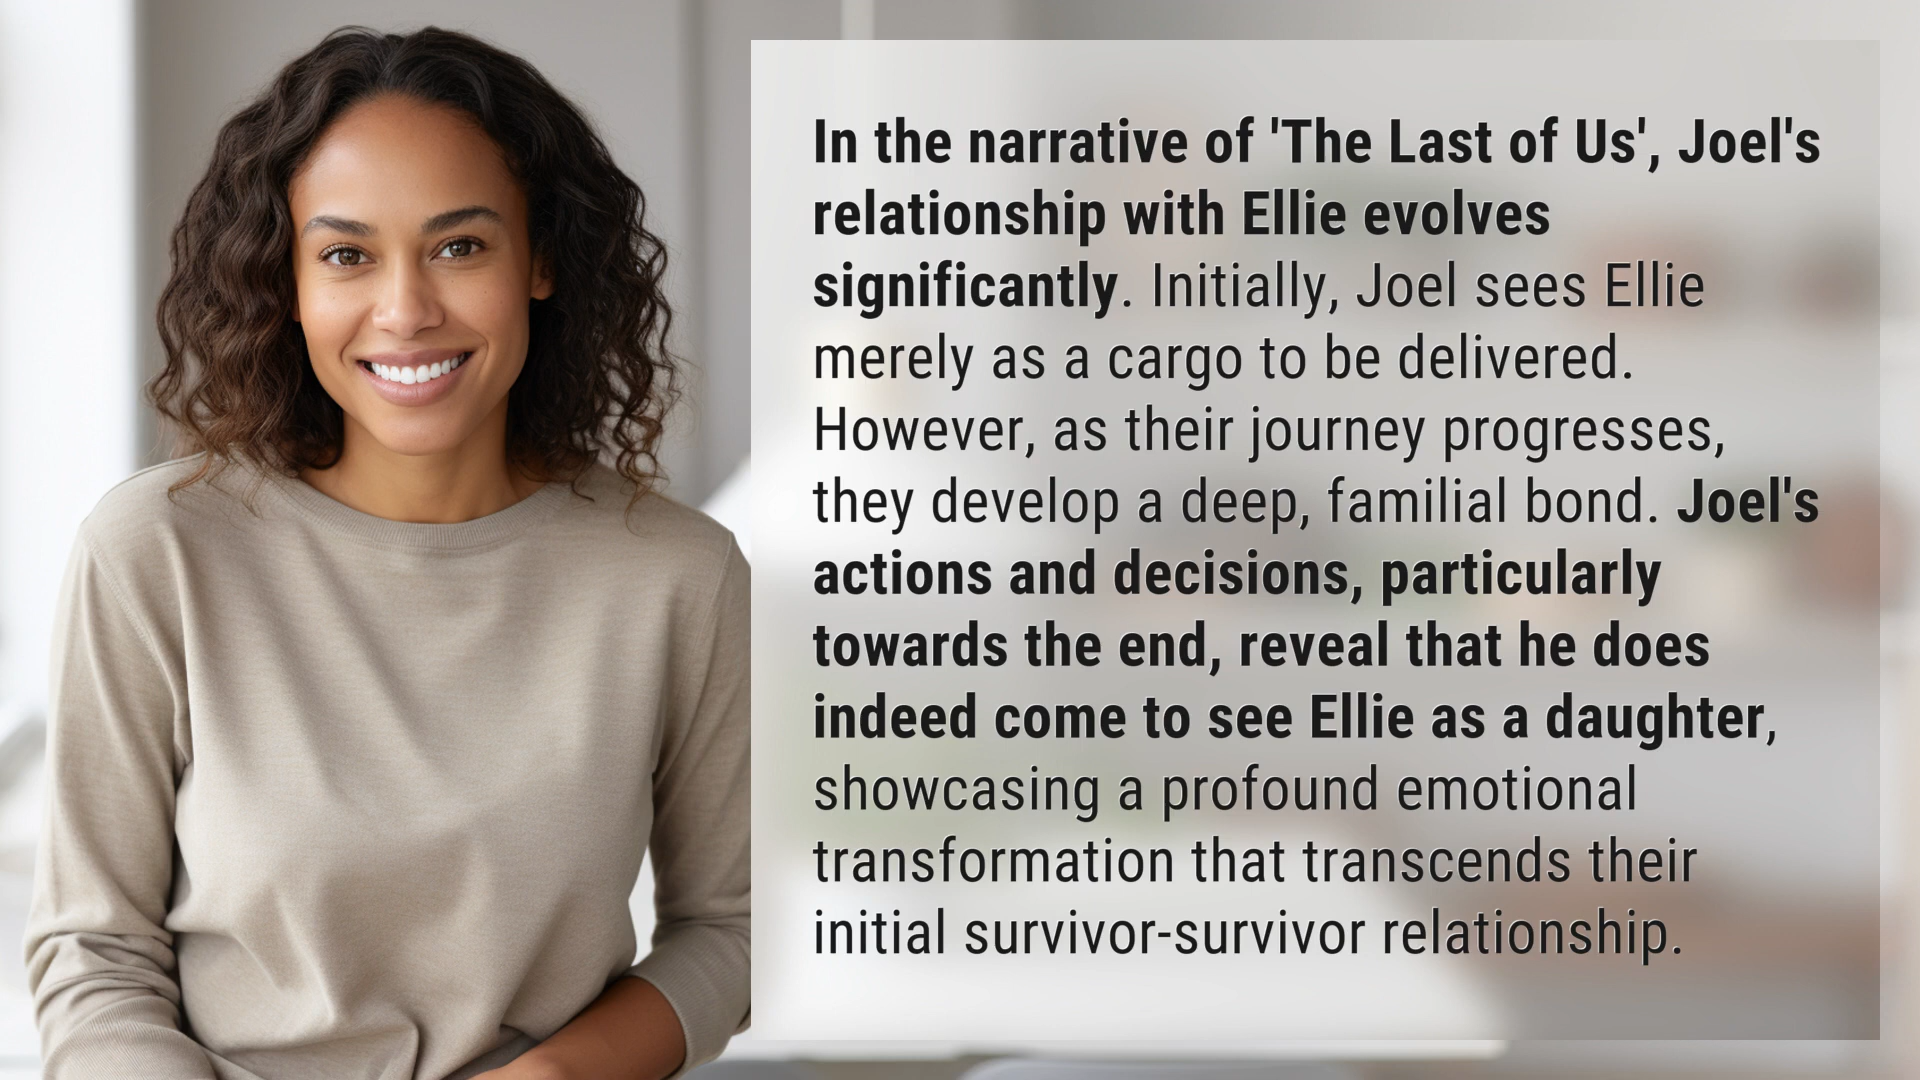 In the narrative of 'The Last of Us', Joel's
relationship with Ellie evolves
significantly. Initially, Joel sees Ellie
merely as a cargo to be delivered.
However, as their journey progresses,
they develop a deep, familial bond. Joel's
actions and decisions, particularly
towards the end, reveal that he does
indeed come to see Ellie as a daughter,
showcasing a profound emotional
transformation that transcends their
initial survivor-survivor relationship.